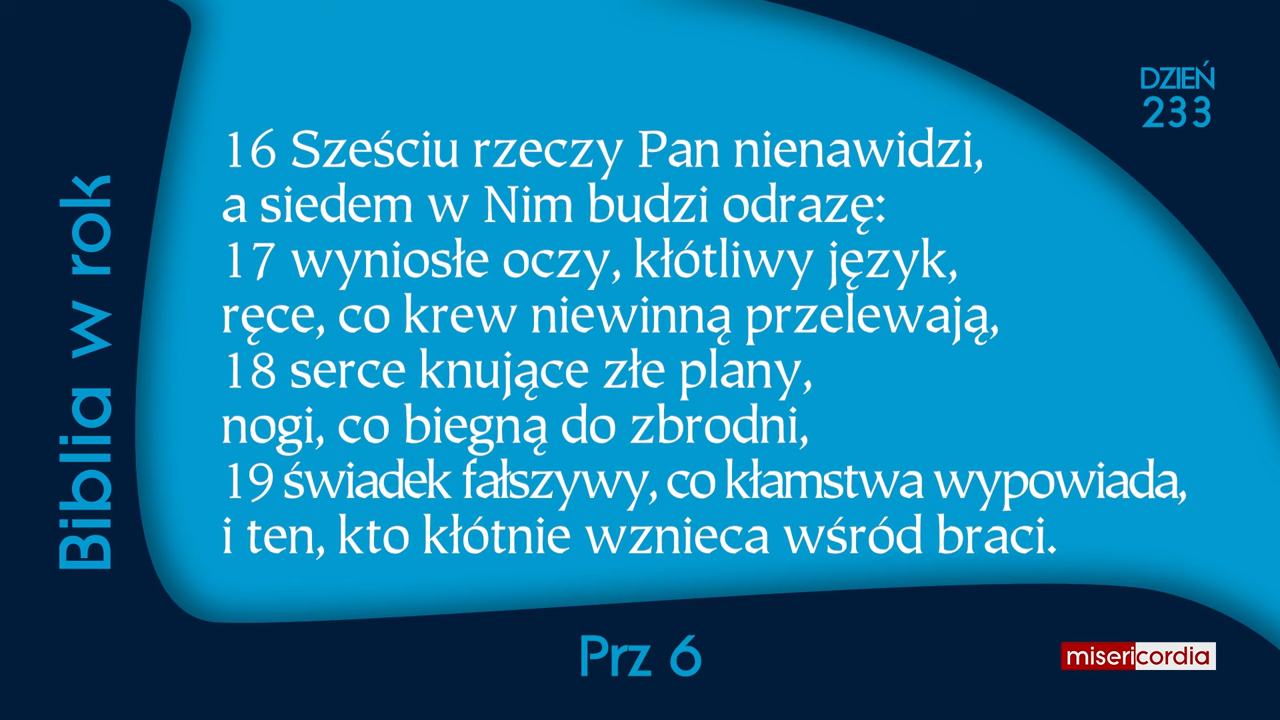 DZIEŃ
233
16 Sześciu rzeczy Pan nienawidzi,
a siedem w Nim budzi odrazę:
17 wyniosłe oczy, kłótliwy język,
ręce, co krew niewinną przelewają,
18 serce knujące złe plany,
nogi, co biegną do zbrodni,
19 świadek fałszywy, co kłamstwa wypowiada,
i ten, kto kłótnie wznieca wśród braci.
Biblia w rok
Prz 6
misericordia